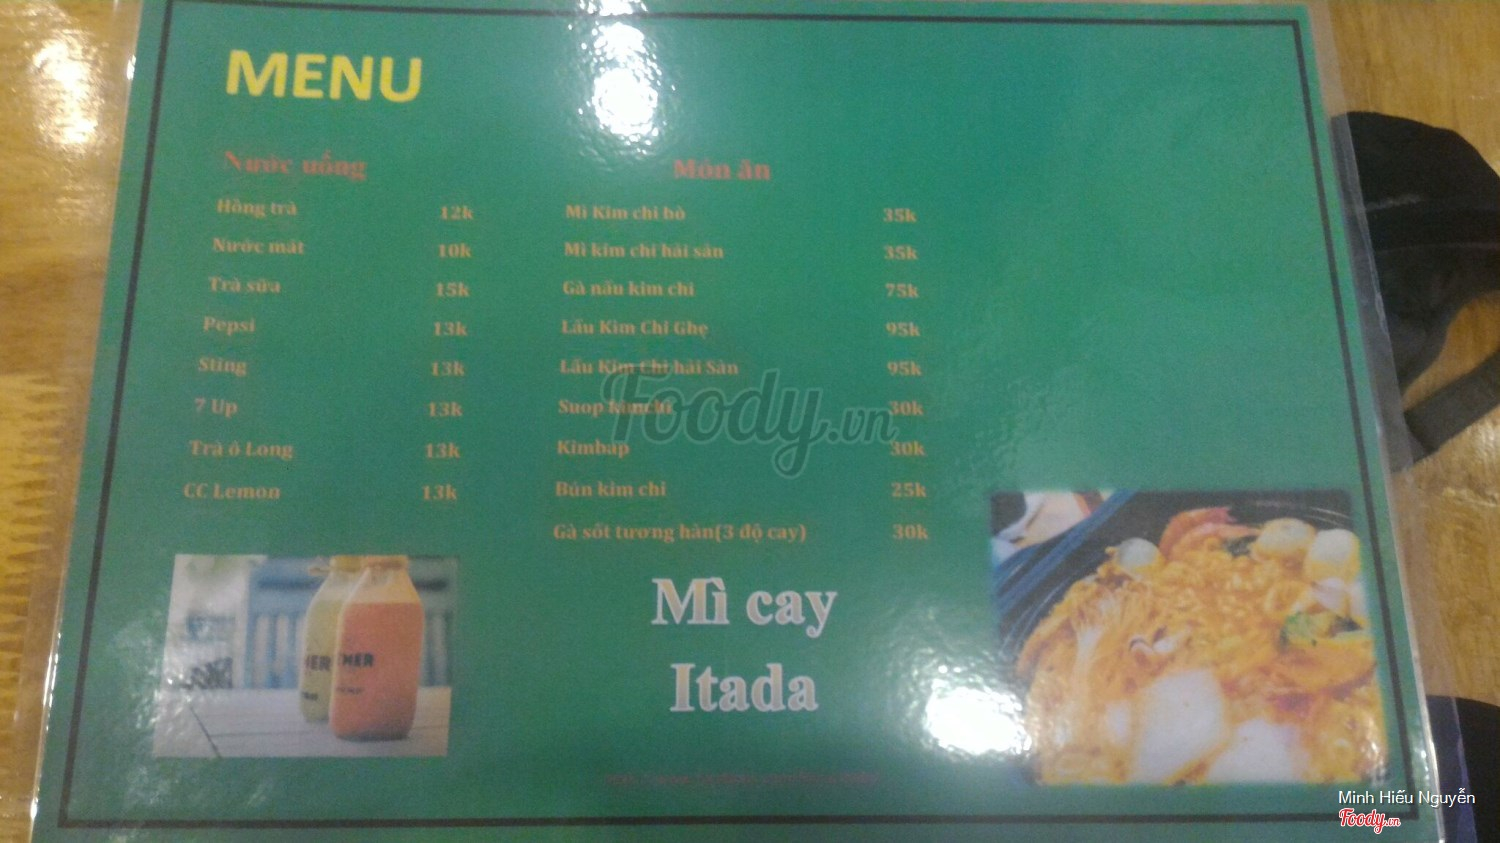 MENU
Nước uống
Hồng trà 12k
Nước mát 10k
Trà sữa 15k
Pepsi 13k
Sting 13k
7 Up 13k
Trà ô Long 13k
CC Lemon 13k
Món ăn
Mì Kim chi bò 35k
Mì kim chi hải sản 35k
Gà nấu kim chi 75k
Lẩu Kim Chi Ghẹ 95k
Lẩu Kim Chi hải Sản 95k
Suop kimchi 30k
Kimbap 30k
Bún kim chi 25k
Gà sốt tương hàn(3 độ cay) 30k
Mì cay
Itada
Foody.vn
Minh Hiếu Nguyễn
Foody.vn